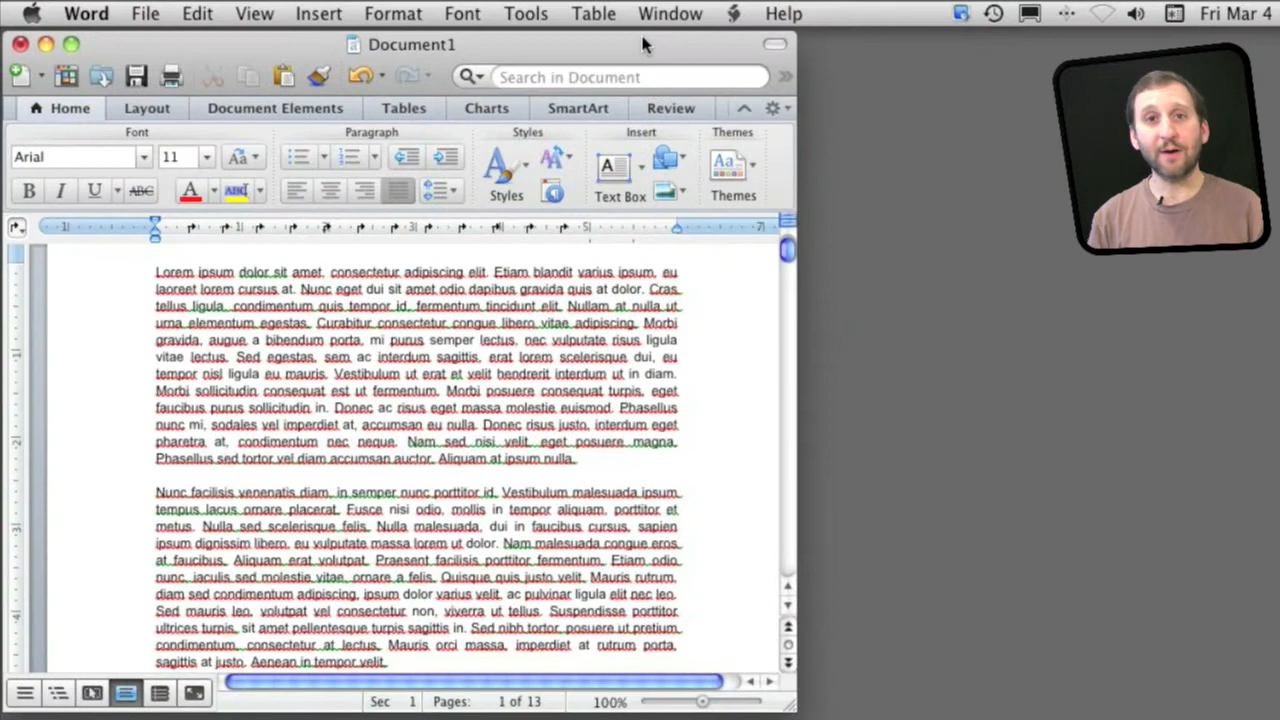 Word File Edit View Insert Format Font Tools Table Window Help Fri Mar 4
Document1
Search in Document
Home Layout Document Elements Tables Charts SmartArt Review
Font Paragraph Styles Insert Themes
Arial 11 Aa A Aa
B I U ABC A ABC Styles Text Box Themes
1 1 2 3 4 5 7
Lorem ipsum dolor sit amet, consectetur adipiscing elit. Etiam blandit varius ipsum, eu
laoreet lorem cursus at. Nunc eget dui sit amet odio dapibus gravida quis at dolor. Cras
tellus ligula, condimentum quis tempor id, fermentum tincidunt elit. Nullam at nulla ut
urna elementum egestas. Curabitur consectetur congue libero vitae adipiscing. Morbi
gravida, augue a bibendum porta, mi purus semper lectus, nec vulputate risus ligula
vitae lectus. Sed egestas, sem ac interdum sagittis, erat lorem scelerisque dui, eu
tempor nisl ligula eu mauris. Vestibulum ut erat et velit hendrerit interdum ut in diam.
Morbi sollicitudin consequat est ut fermentum. Morbi posuere consequat turpis, eget
faucibus purus sollicitudin in. Donec ac risus eget massa molestie euismod. Phasellus
nunc mi, sodales vel imperdiet at, accumsan eu nulla. Donec risus justo, interdum eget
pharetra at, condimentum nec neque. Nam sed nisi velit, eget posuere magna.
Phasellus sed tortor vel diam accumsan auctor. Aliquam at ipsum nulla.
Nunc facilisis venenatis diam, in semper nunc porttitor id. Vestibulum malesuada ipsum
tempus lacus ornare placerat. Fusce nisi odio, mollis in tempor aliquam, porttitor et
metus. Nulla sed scelerisque felis. Nulla malesuada, dui in faucibus cursus, sapien
ipsum dignissim libero, eu vulputate massa lorem ut dolor. Nam malesuada congue eros
at faucibus. Aliquam erat volutpat. Praesent facilisis porttitor fermentum. Etiam odio
nunc, iaculis sed molestie vitae, ornare a felis. Quisque quis justo velit. Mauris rutrum,
diam sed condimentum adipiscing, ipsum dolor varius velit, ac pulvinar ligula elit nec leo.
Sed mauris leo, volutpat vel consectetur non, viverra ut tellus. Suspendisse porttitor
ultrices turpis, sit amet pellentesque turpis sagittis in. Sed nibh tortor, posuere ut pretium
condimentum, consectetur at lectus. Mauris orci massa, imperdiet at rutrum porta,
sagittis at justo. Aenean in tempor velit.
Sec 1 Pages: 1 of 13 100%